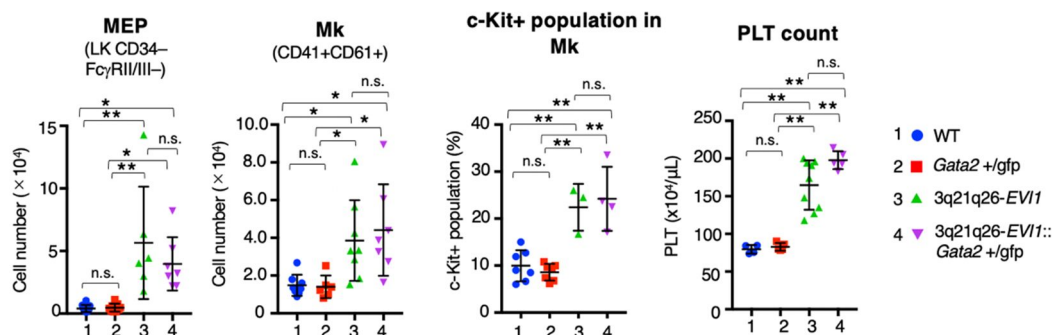 MEP
(LK CD34–
FcγRII/III–)
*
**
*
**
n.s.
n.s.
Cell number (×10⁴)
15
10
5
0
1 2 3 4
Mk
(CD41+CD61+)
n.s.
*
*
*
*
n.s.
Cell number (×10⁴)
10.0
8.0
6.0
4.0
2.0
0
1 2 3 4
c-Kit+ population in
Mk
n.s.
**
**
**
**
n.s.
c-Kit+ population (%)
40
30
20
10
0
1 2 3 4
PLT count
n.s.
**
**
**
**
n.s.
PLT (x10⁴/μL)
250
200
150
100
50
0
1 2 3 4
1 WT
2 Gata2 +/gfp
3 3q21q26-EVI1
4 3q21q26-EVI1::
Gata2 +/gfp